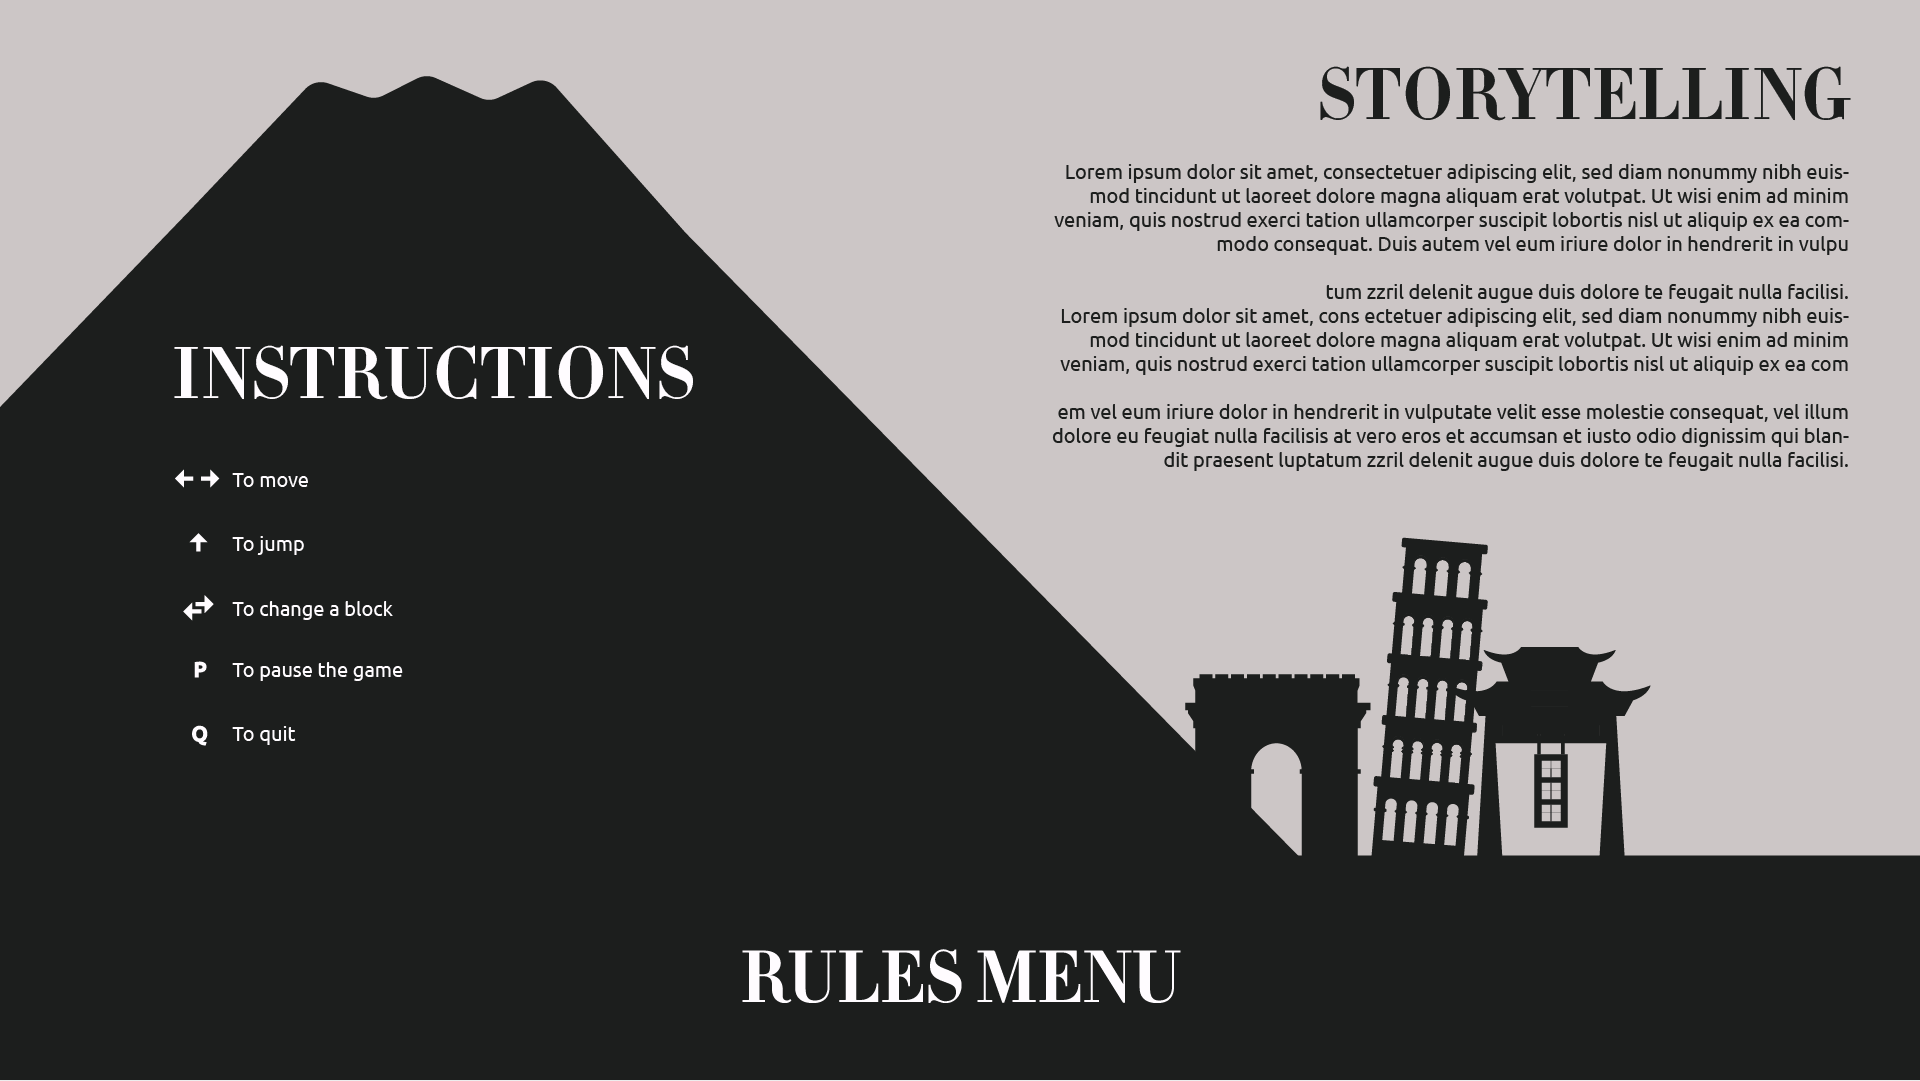 STORYTELLING
Lorem ipsum dolor sit amet, consectetuer adipiscing elit, sed diam nonummy nibh euis-
mod tincidunt ut laoreet dolore magna aliquam erat volutpat. Ut wisi enim ad minim
veniam, quis nostrud exerci tation ullamcorper suscipit lobortis nisl ut aliquip ex ea com-
modo consequat. Duis autem vel eum iriure dolor in hendrerit in vulpu
tum zzril delenit augue duis dolore te feugait nulla facilisi.
Lorem ipsum dolor sit amet, cons ectetuer adipiscing elit, sed diam nonummy nibh euis-
mod tincidunt ut laoreet dolore magna aliquam erat volutpat. Ut wisi enim ad minim
veniam, quis nostrud exerci tation ullamcorper suscipit lobortis nisl ut aliquip ex ea com
em vel eum iriure dolor in hendrerit in vulputate velit esse molestie consequat, vel illum
dolore eu feugiat nulla facilisis at vero eros et accumsan et iusto odio dignissim qui blan-
dit praesent luptatum zzril delenit augue duis dolore te feugait nulla facilisi.
INSTRUCTIONS
To move
To jump
To change a block
P To pause the game
Q To quit
RULES MENU